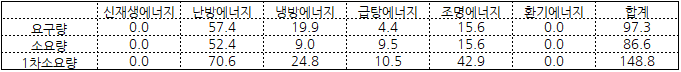 신재생에너지 난방에너지 냉방에너지 급탕에너지 조명에너지 환기에너지 합계
요구량 0.0 57.4 19.9 4.4 15.6 0.0 97.3
소요량 0.0 52.4 9.0 9.5 15.6 0.0 86.6
1차소요량 0.0 70.6 24.8 10.5 42.9 0.0 148.8